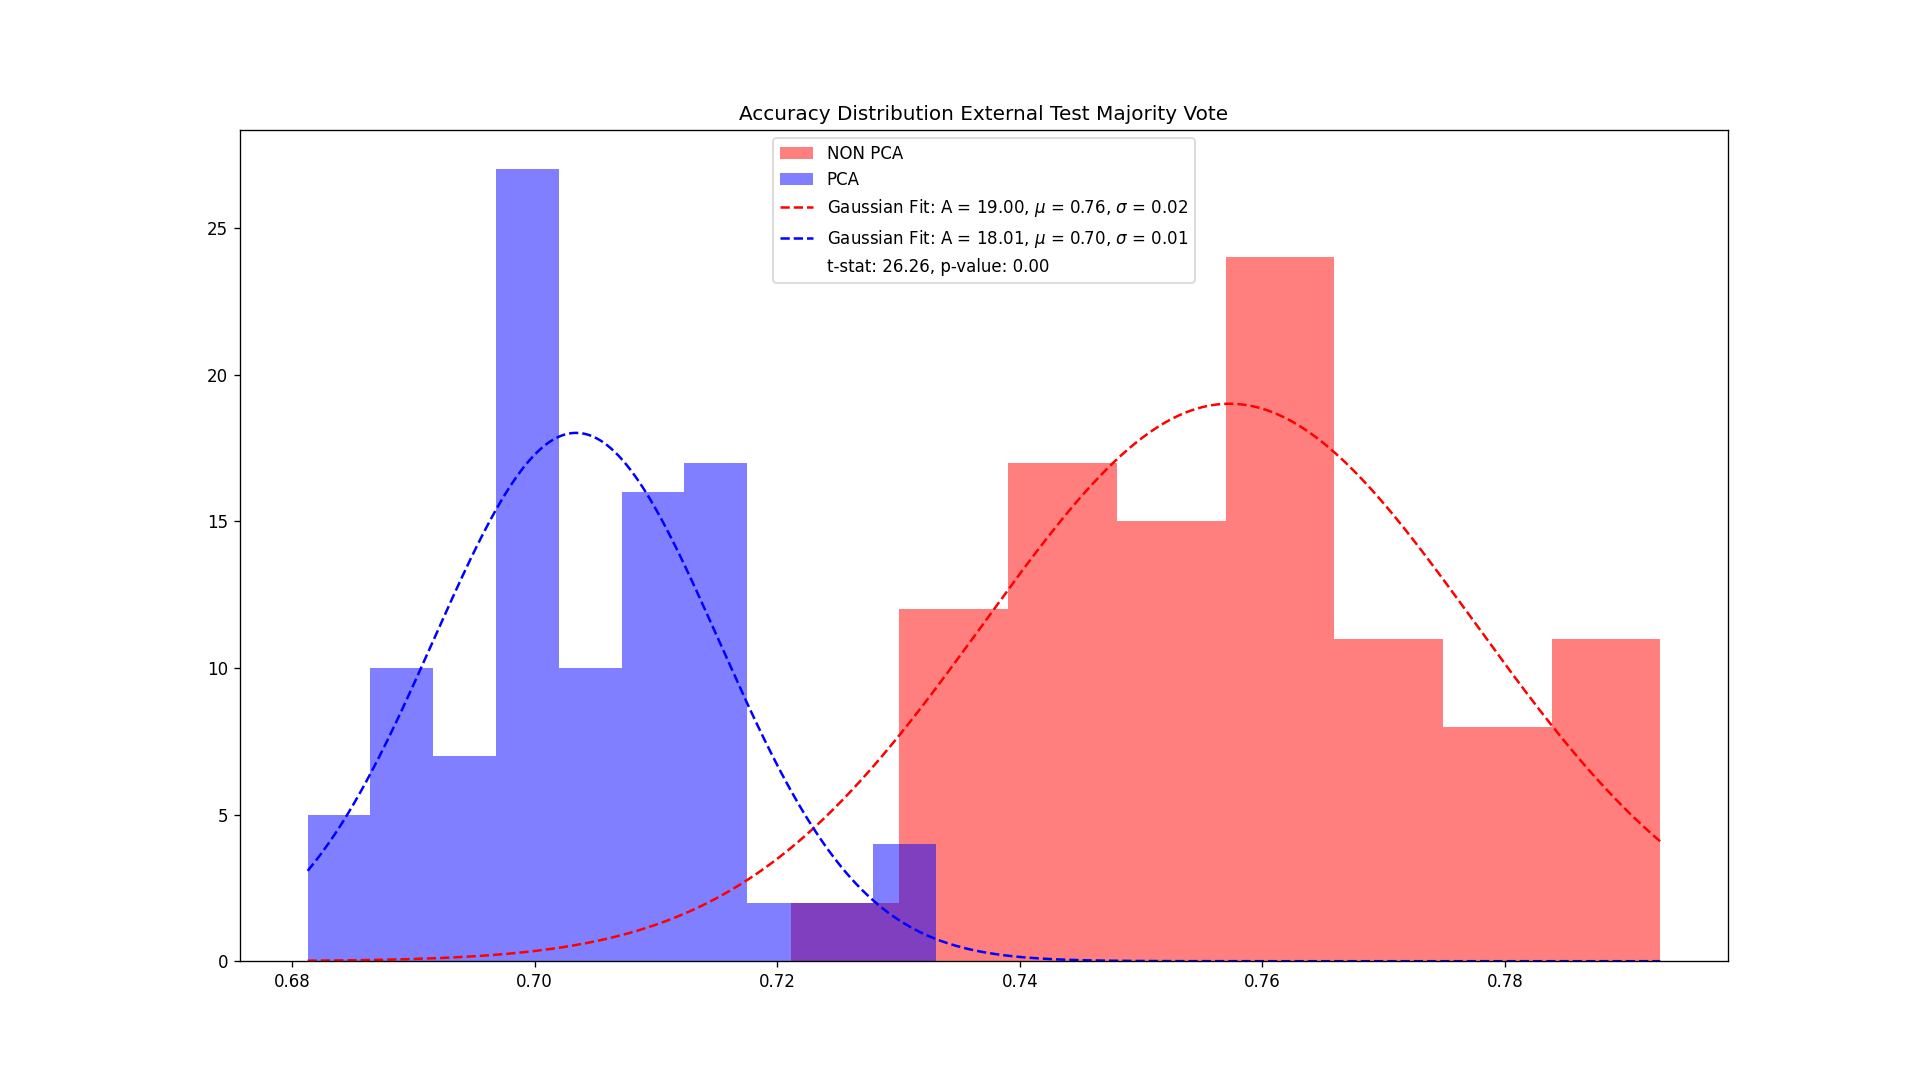 Accuracy Distribution External Test Majority Vote
NON PCA
PCA
Gaussian Fit: A = 19.00, μ = 0.76, σ = 0.02
Gaussian Fit: A = 18.01, μ = 0.70, σ = 0.01
t-stat: 26.26, p-value: 0.00
25
20
15
10
5
0
0.68 0.70 0.72 0.74 0.76 0.78